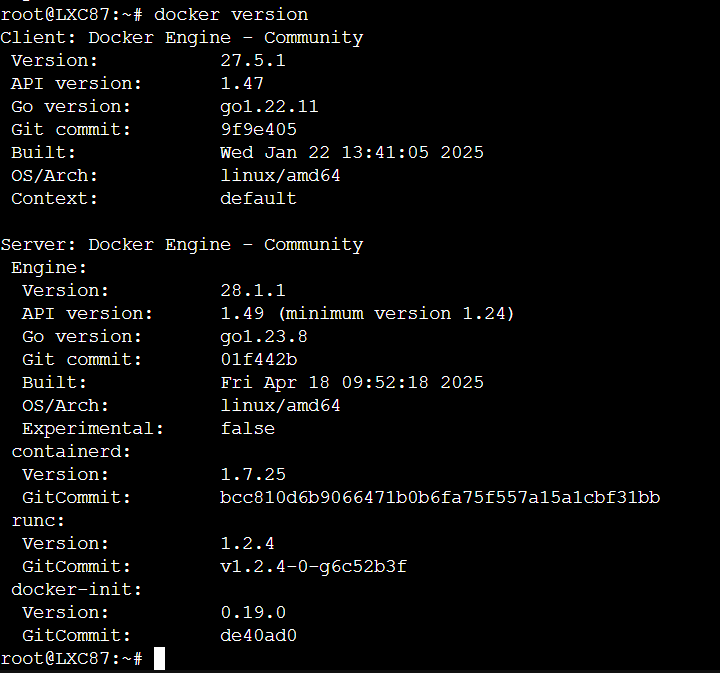 root@LXC87:~# docker version
Client: Docker Engine - Community
 Version:           27.5.1
 API version:       1.47
 Go version:        go1.22.11
 Git commit:        9f9e405
 Built:             Wed Jan 22 13:41:05 2025
 OS/Arch:           linux/amd64
 Context:           default

Server: Docker Engine - Community
 Engine:
  Version:          28.1.1
  API version:      1.49 (minimum version 1.24)
  Go version:       go1.23.8
  Git commit:       01f442b
  Built:            Fri Apr 18 09:52:18 2025
  OS/Arch:          linux/amd64
  Experimental:     false
 containerd:
  Version:          1.7.25
  GitCommit:        bcc810d6b9066471b0b6fa75f557a15a1cbf31bb
 runc:
  Version:          1.2.4
  GitCommit:        v1.2.4-0-g6c52b3f
 docker-init:
  Version:          0.19.0
  GitCommit:        de40ad0
root@LXC87:~#